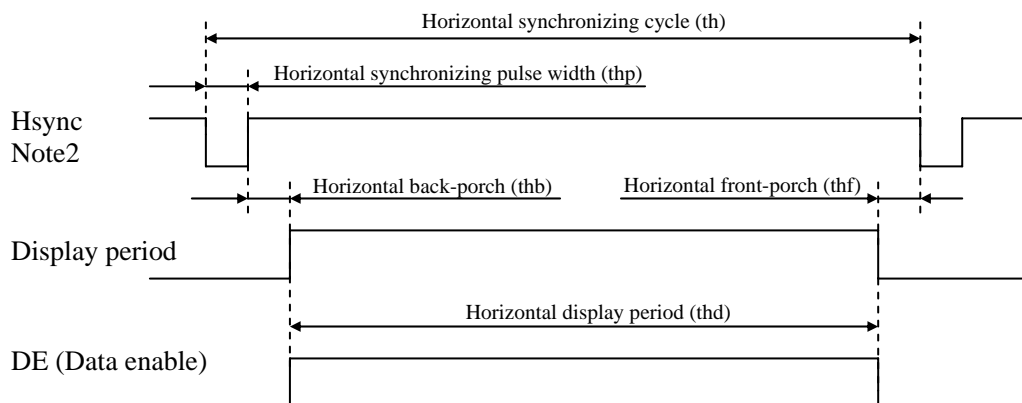 Horizontal synchronizing cycle (th)
Horizontal synchronizing pulse width (thp)
Hsync
Note2
Horizontal back-porch (thb)
Horizontal front-porch (thf)
Display period
Horizontal display period (thd)
DE (Data enable)